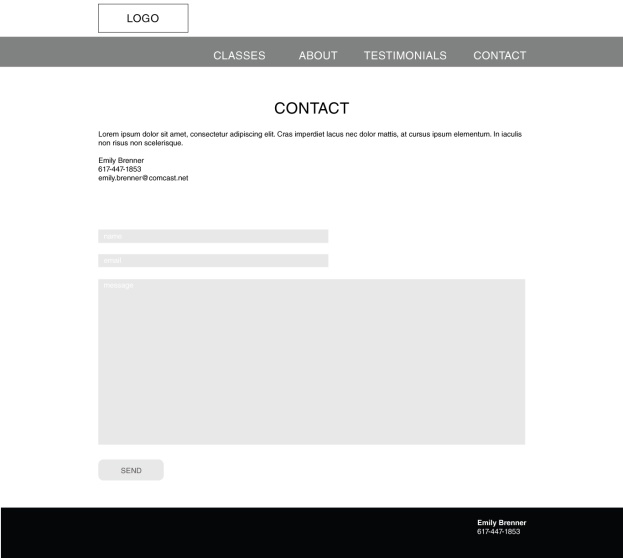 LOGO
CLASSES ABOUT TESTIMONIALS CONTACT
CONTACT
Lorem ipsum dolor sit amet, consectetur adipiscing elit. Cras imperdiet lacus nec dolor mattis, at cursus ipsum elementum. In iaculis
non risus non scelerisque.
Emily Brenner
617-447-1853
emily.brenner@comcast.net
name
email
message
SEND
Emily Brenner
617-447-1853